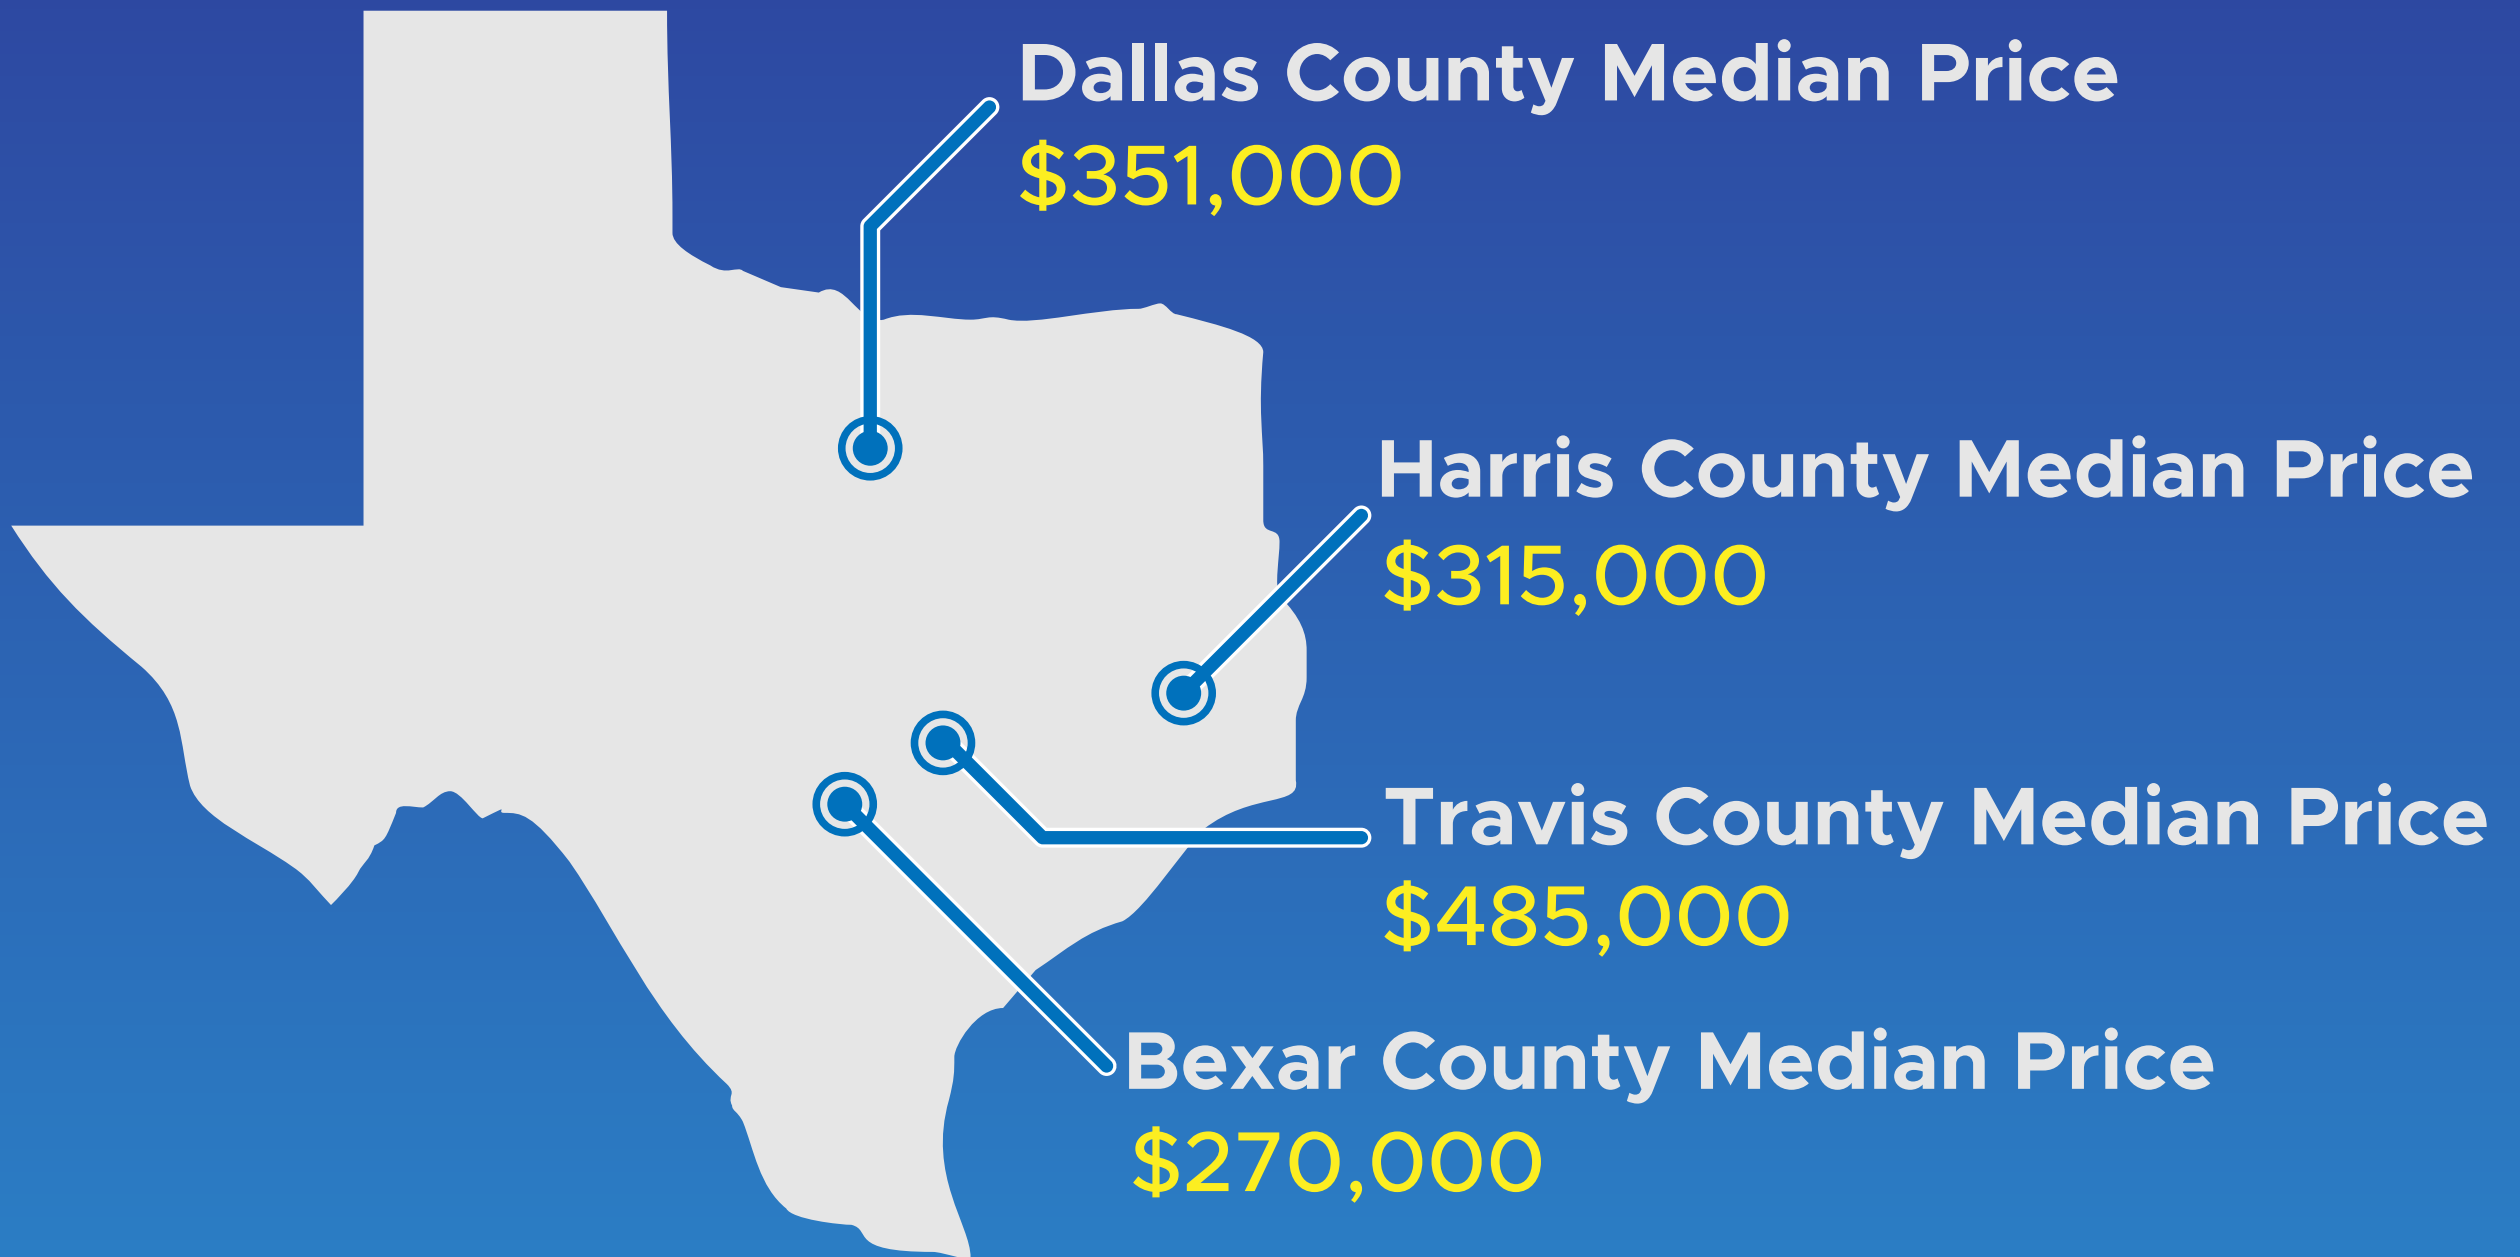 Dallas County Median Price
$351,000
Harris County Median Price
$315,000
Travis County Median Price
$485,000
Bexar County Median Price
$270,000